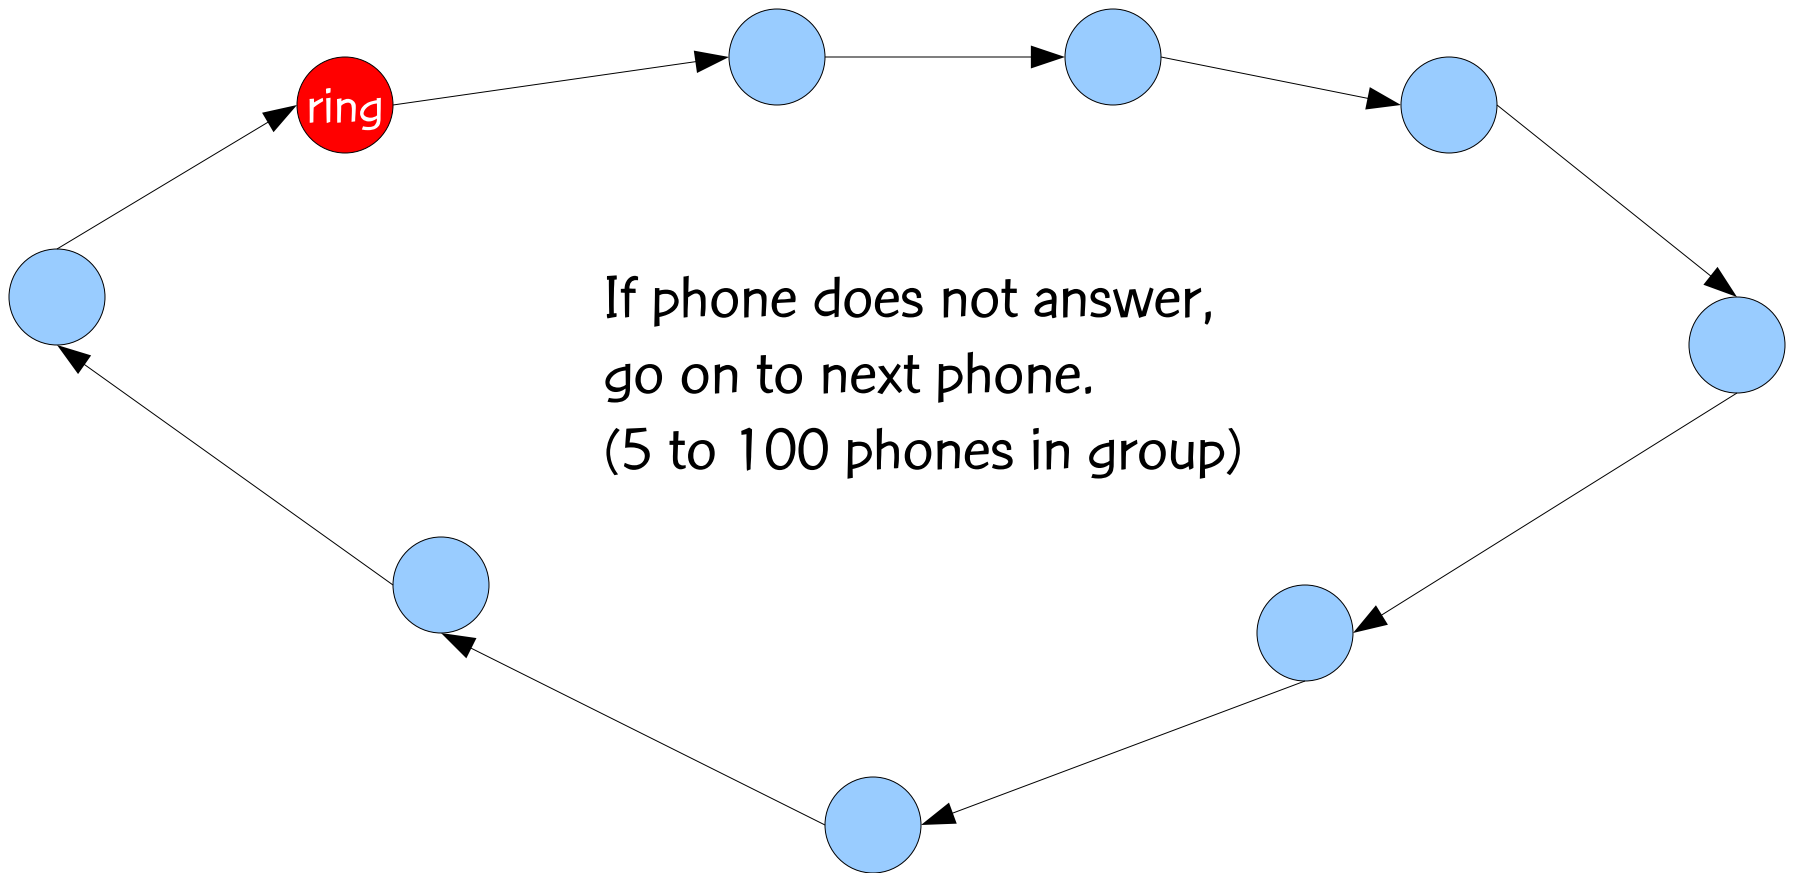 ring
If phone does not answer,
go on to next phone.
(5 to 100 phones in group)